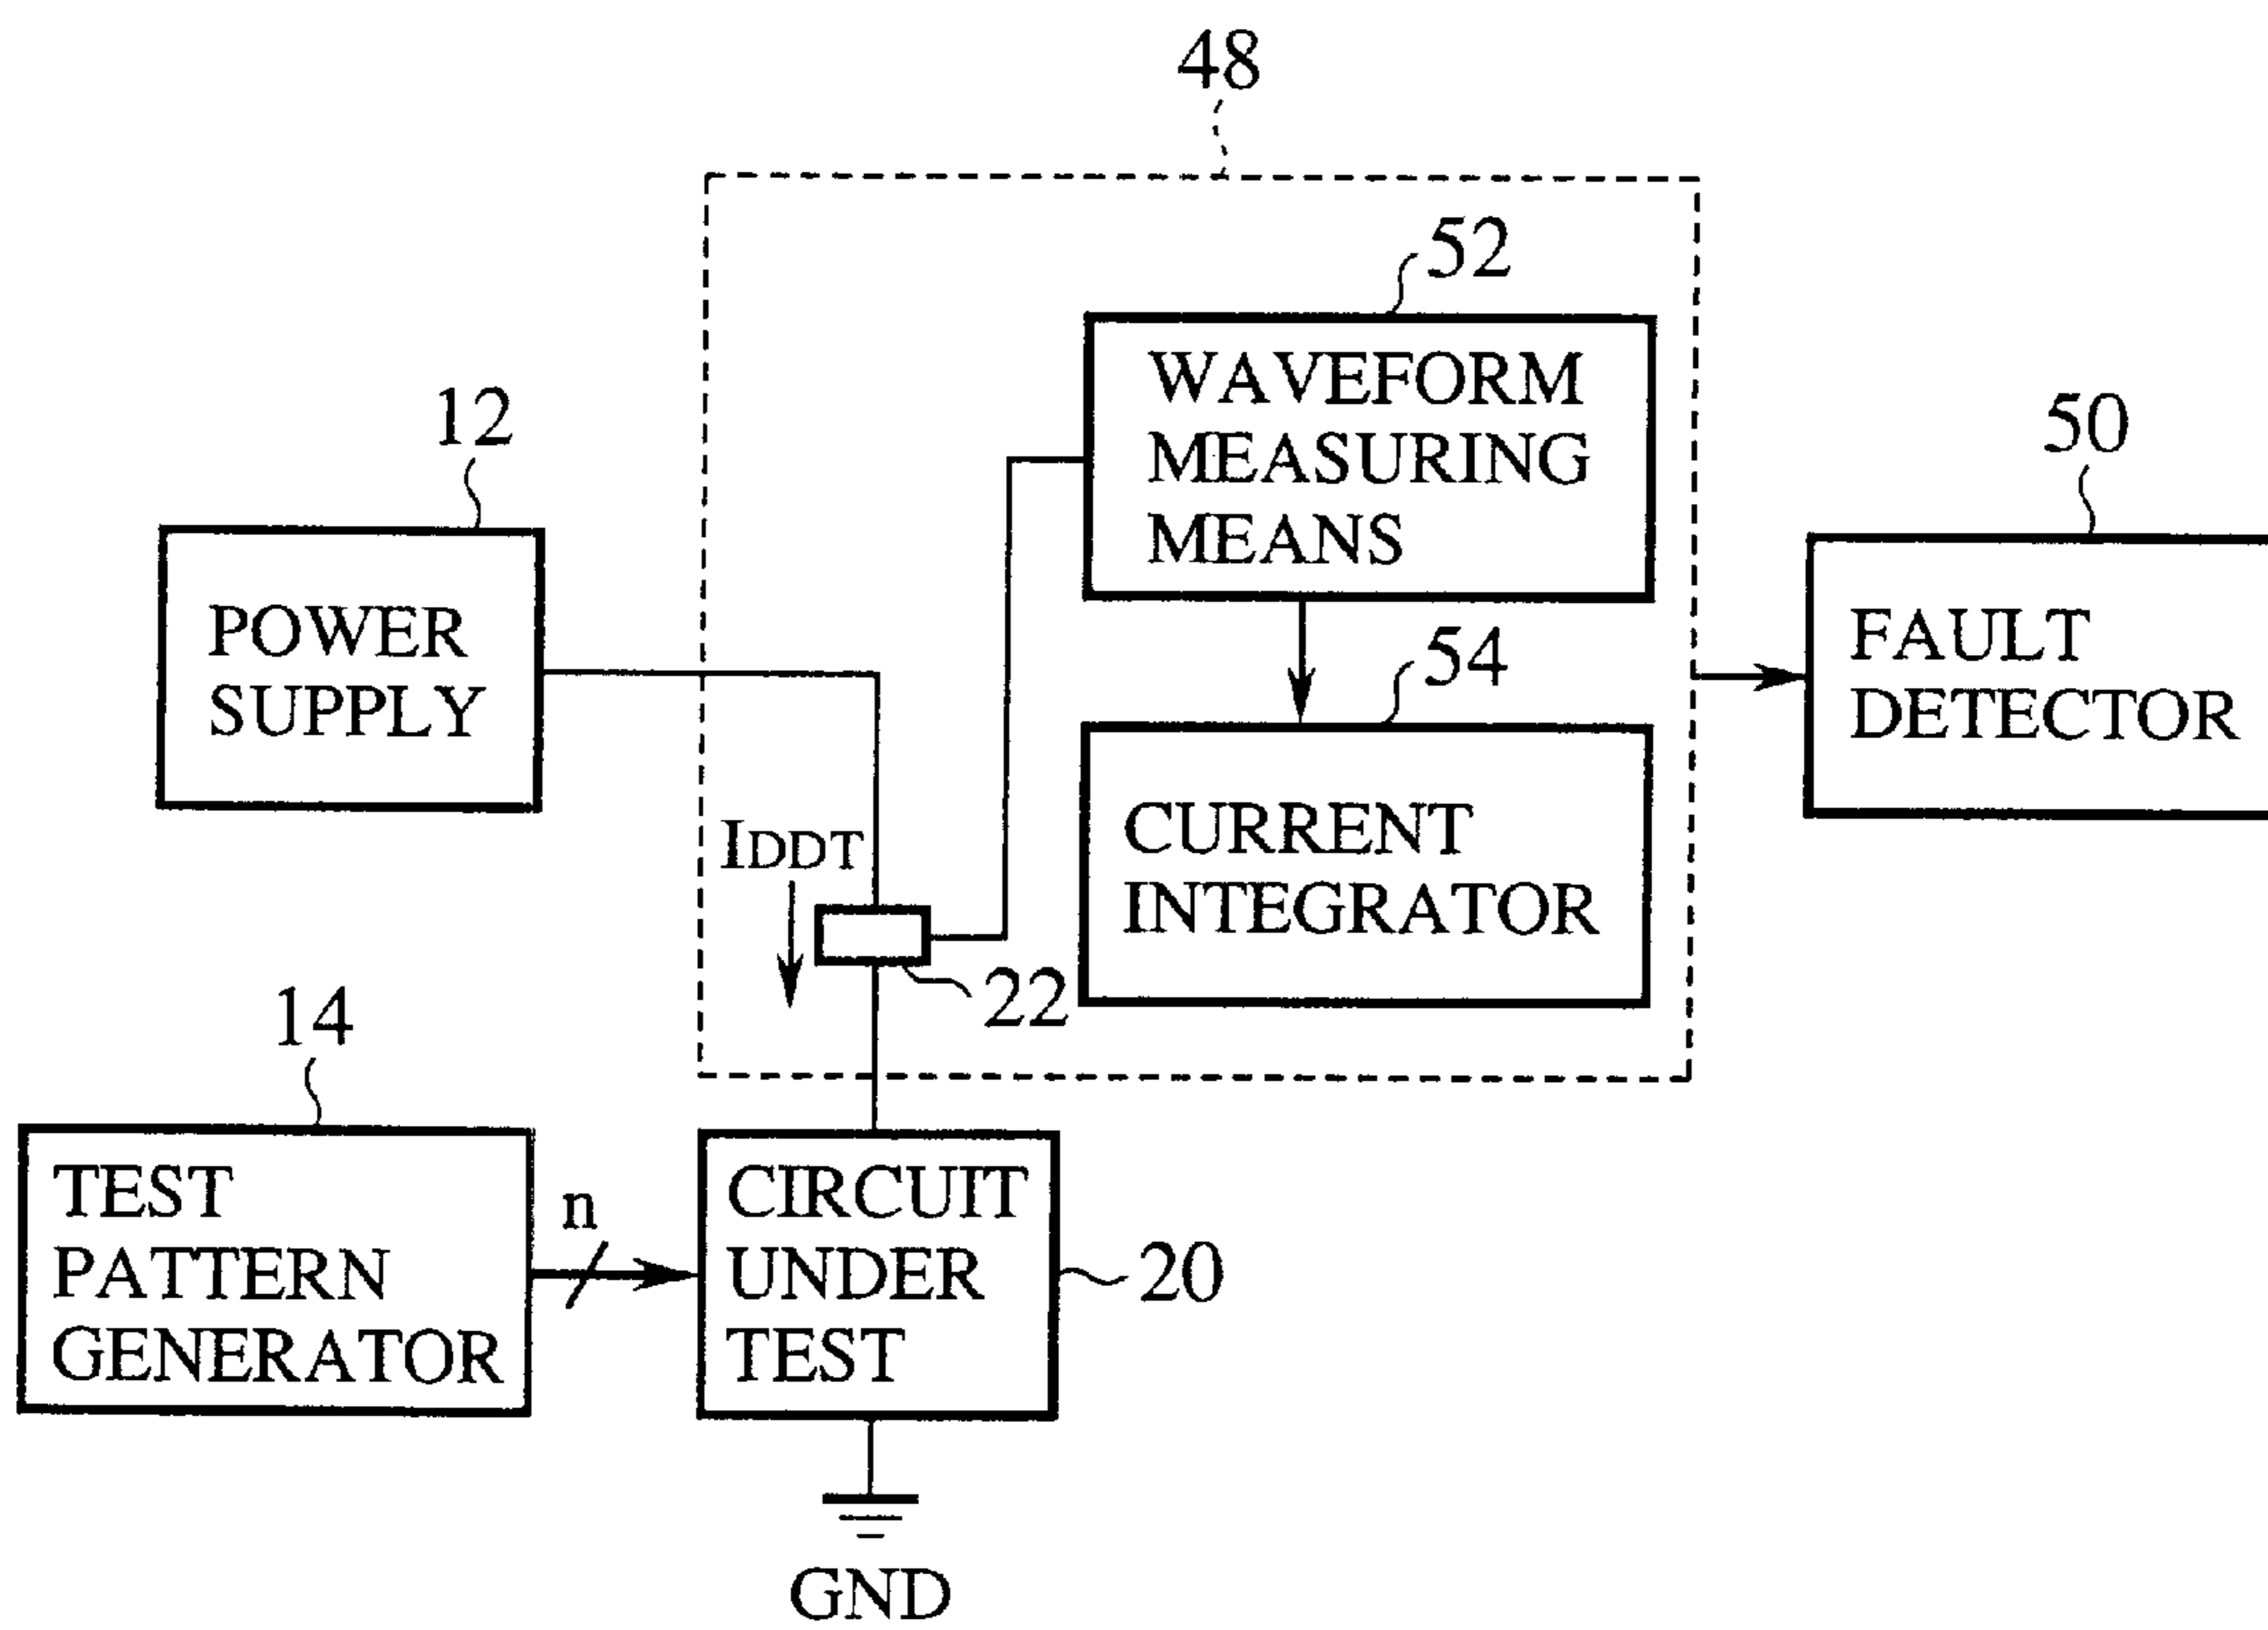 48
52
WAVEFORM
MEASURING
MEANS
12
POWER
SUPPLY
50
FAULT
DETECTOR
54
CURRENT
INTEGRATOR
IDDT
22
14
TEST
PATTERN
GENERATOR
n
CIRCUIT
UNDER
TEST
20
GND